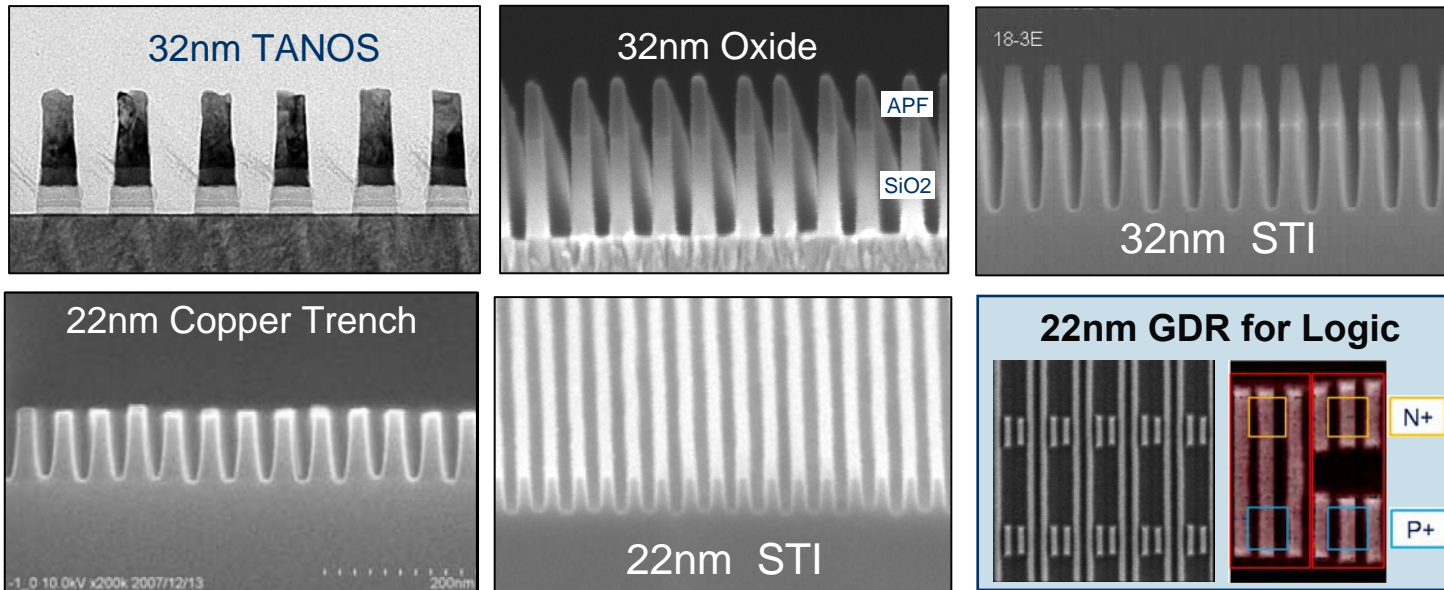 32nm TANOS
32nm Oxide
APF
SiO2
18-3E
32nm STI
22nm Copper Trench
-1_0 10.0kV x200k 2007/12/13 200nm
22nm STI
22nm GDR for Logic
N+
P+